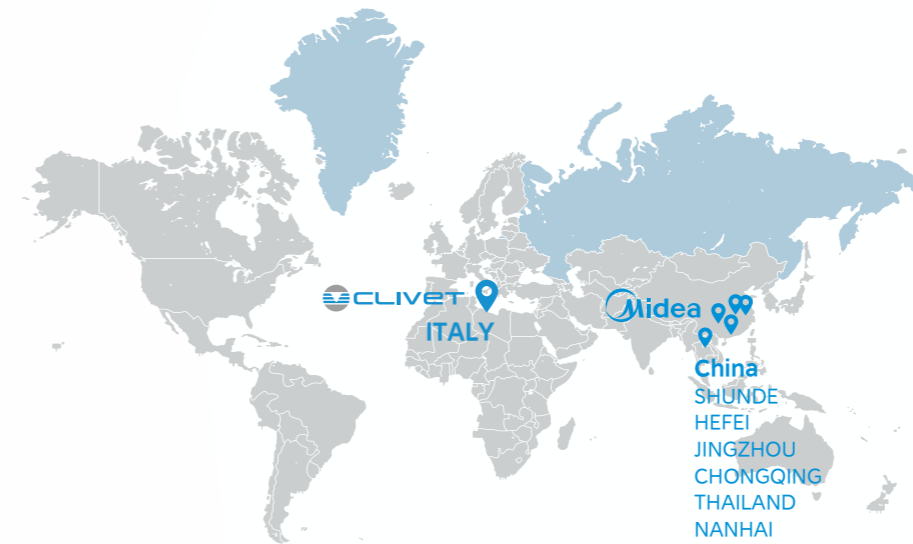 CLIVET
ITALY
Midea
China
SHUNDE
HEFEI
JINGZHOU
CHONGQING
THAILAND
NANHAI